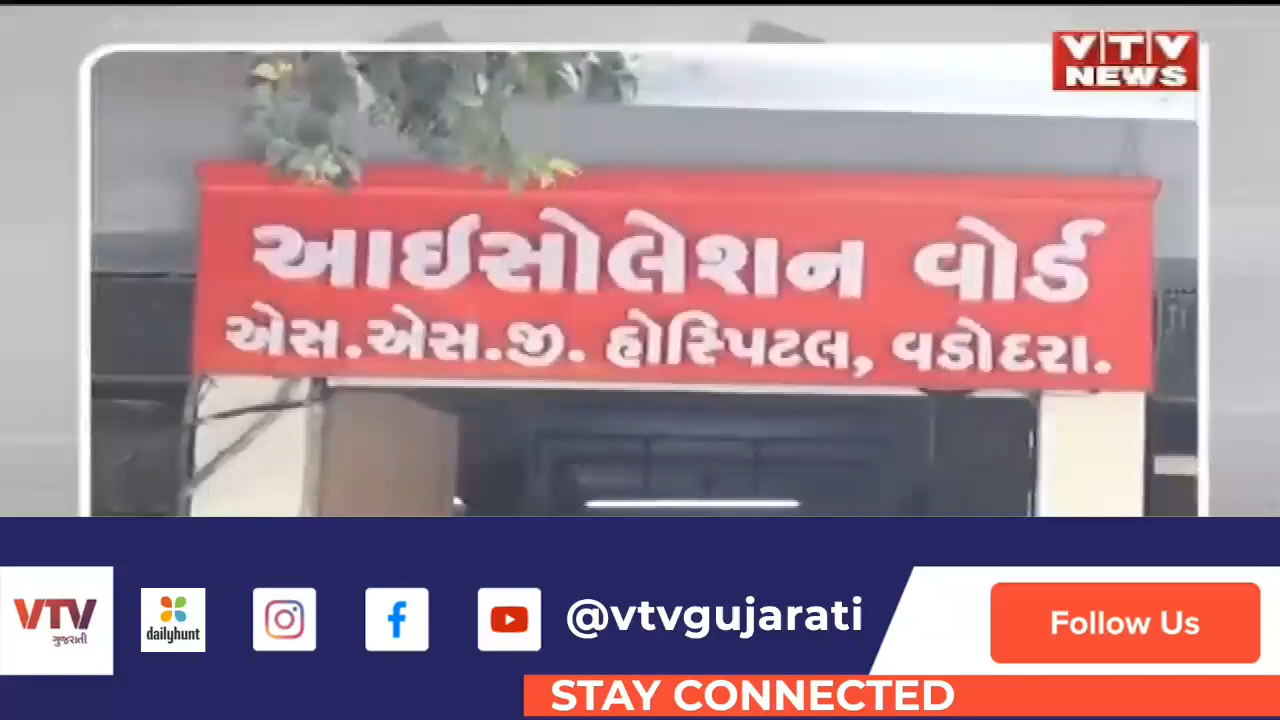 VTV
NEWS
આઈસોલેશન વોર્ડ
એસ.એસ.જી. હોસ્પિટલ, વડોદરા.
VTV
ગુજરાતી
dailyhunt
@vtvgujarati
Follow Us
STAY CONNECTED